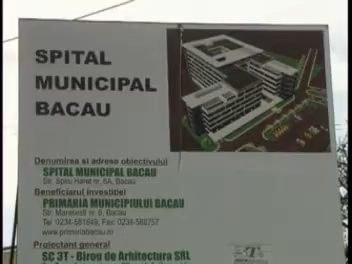 SPITAL
MUNICIPAL
BACAU
Denumirea si adresa obiectivului
SPITAL MUNICIPAL BACAU
Str. Spiru Haret nr. 6A, Bacau
Beneficiarul investitiei
PRIMARIA MUNICIPIULUI BACAU
Str. Marasesti nr. 6, Bacau
Tel :0234-581849, Fax: 0234-588757
www.primariabacau.ro
Proiectant general
SC 3T - Birou de Arhitectura SRL